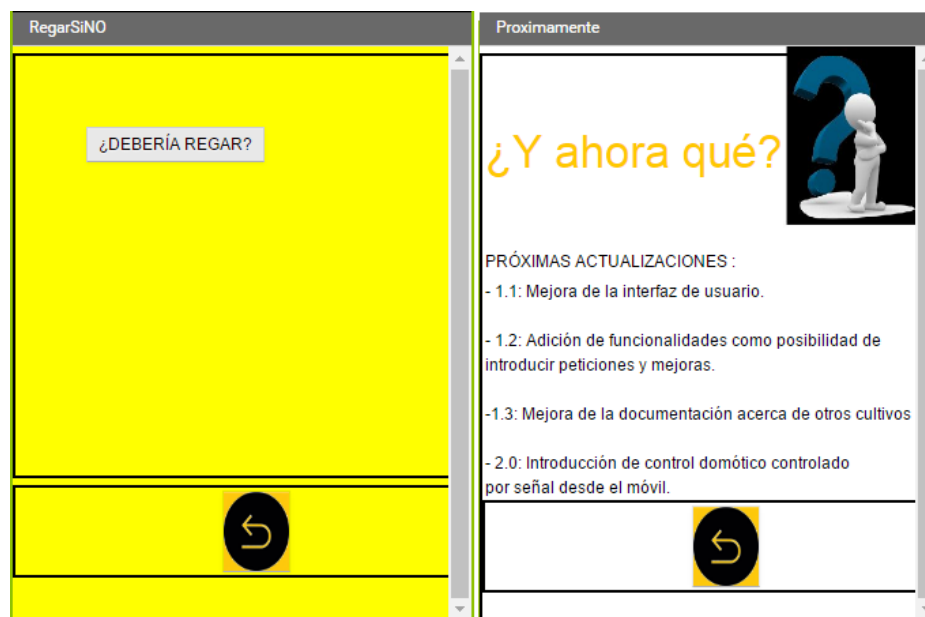 RegarSiNO
¿DEBERÍA REGAR?
Proximamente
¿Y ahora qué?
PRÓXIMAS ACTUALIZACIONES :
- 1.1: Mejora de la interfaz de usuario.
- 1.2: Adición de funcionalidades como posibilidad de
introducir peticiones y mejoras.
-1.3: Mejora de la documentación acerca de otros cultivos
- 2.0: Introducción de control domótico controlado
por señal desde el móvil.